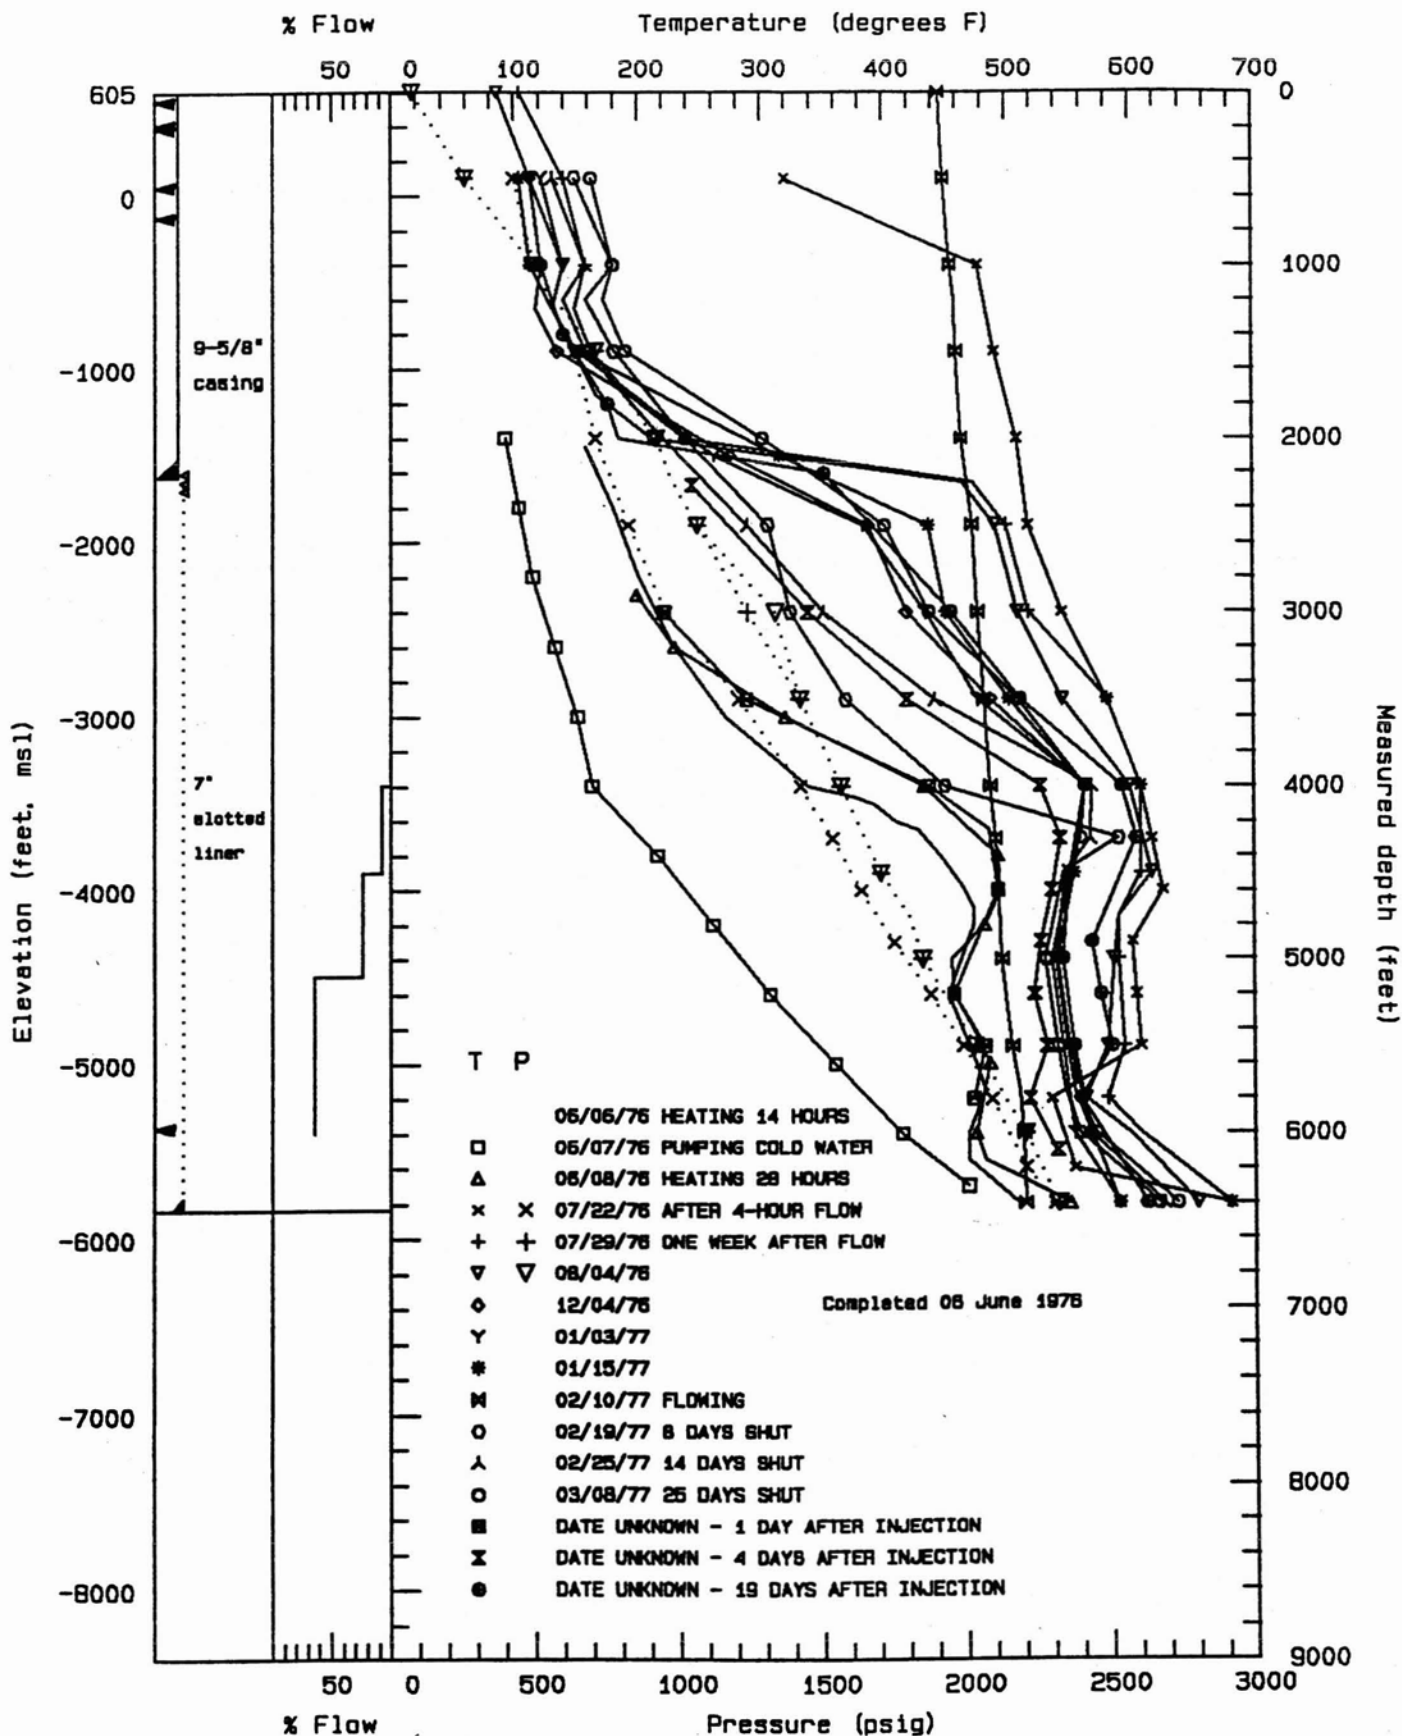 % Flow Temperature (degrees F)
50 0 100 200 300 400 500 600 700
605 0
0
1000
9-5/8"
-1000
casing
2000
-2000
3000
-3000
7"
4000
slotted
liner
-4000
5000
T P
-5000
06/06/76 HEATING 14 HOURS
6000
06/07/76 PUMPING COLD WATER
06/08/76 HEATING 28 HOURS
07/22/76 AFTER 4-HOUR FLOW
-6000
07/29/76 ONE WEEK AFTER FLOW
08/04/76
12/04/76 Completed 06 June 1976
7000
01/03/77
01/15/77
02/10/77 FLOWING
-7000
02/19/77 8 DAYS SHUT
02/25/77 14 DAYS SHUT
8000
03/08/77 25 DAYS SHUT
DATE UNKNOWN - 1 DAY AFTER INJECTION
DATE UNKNOWN - 4 DAYS AFTER INJECTION
DATE UNKNOWN - 19 DAYS AFTER INJECTION
-8000
9000
50 0 500 1000 1500 2000 2500 3000
% Flow Pressure (psig)
Elevation (feet, msl)
Measured depth (feet)